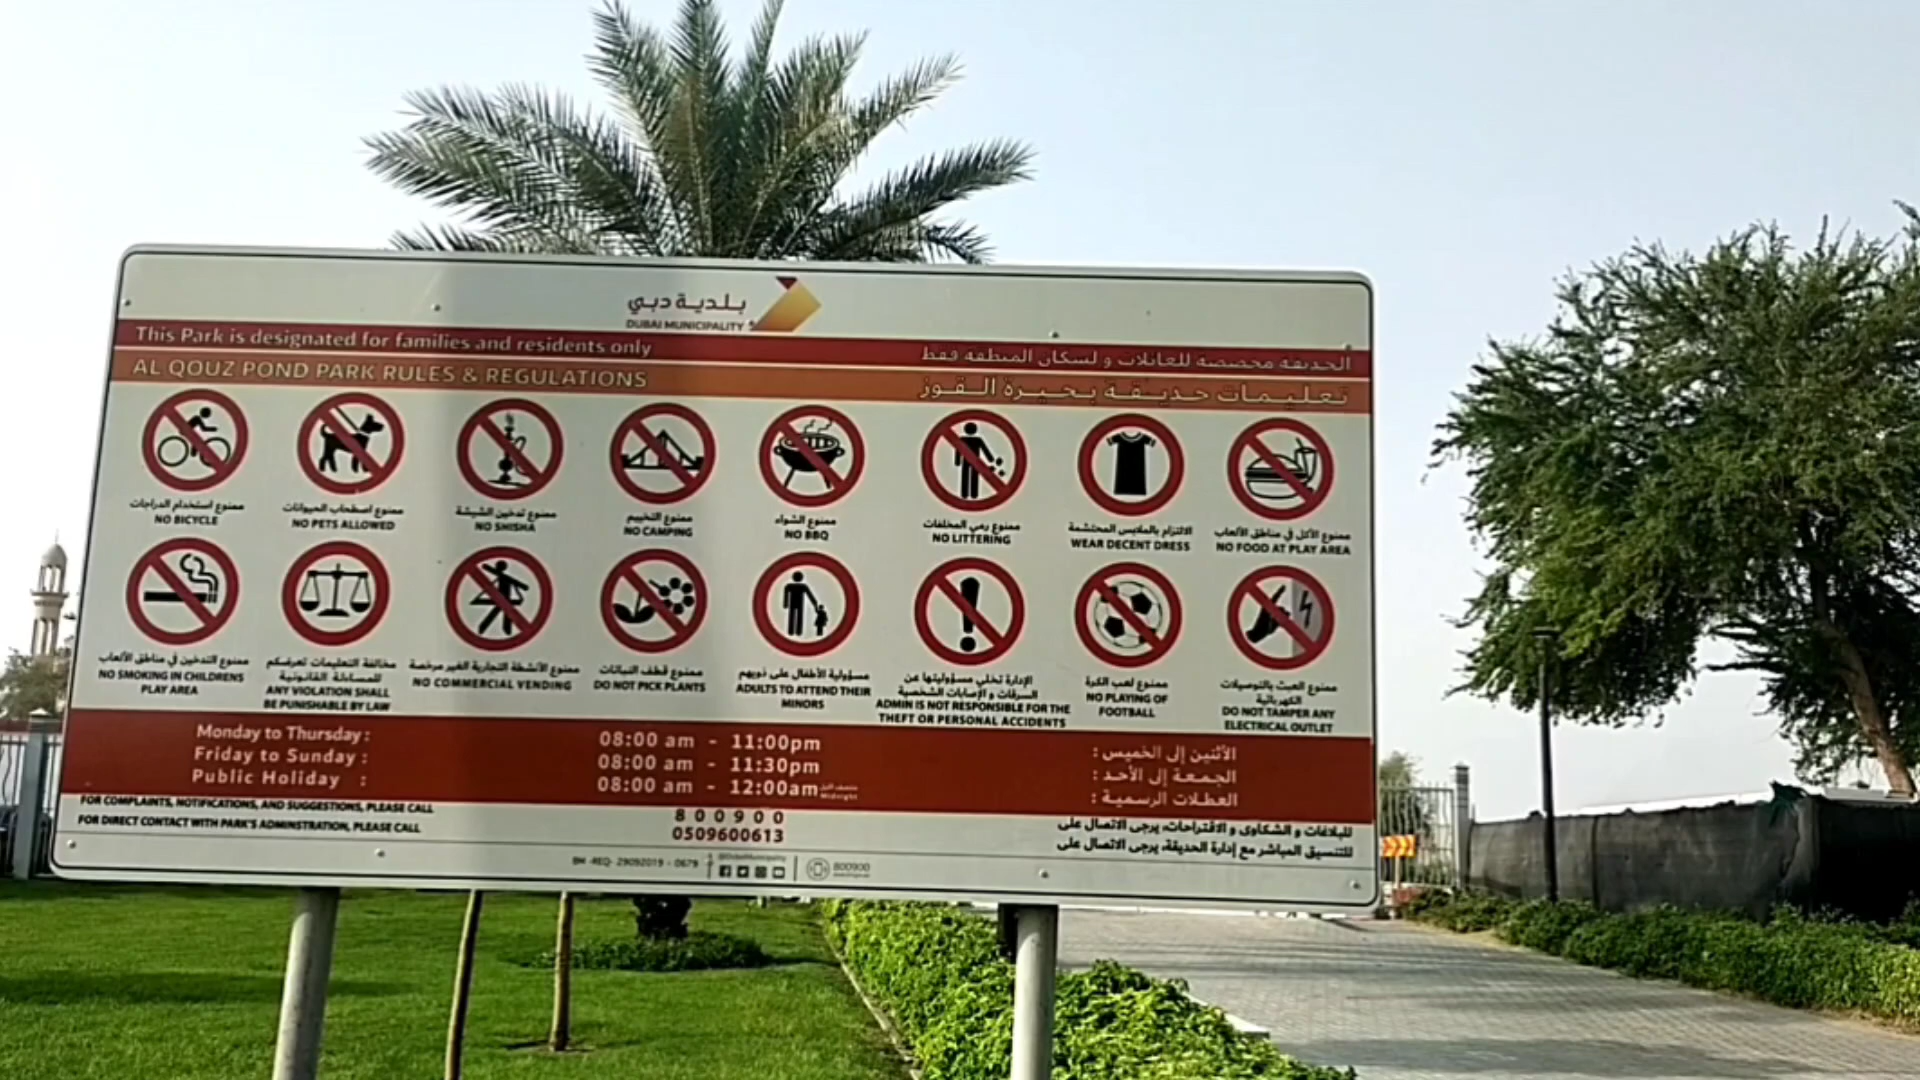 بلدية دبي
DUBAI MUNICIPALITY
This Park is designated for families and residents only
الحديقة مخصصة للعائلات و لسكان المنطقة فقط
AL QOUZ POND PARK RULES & REGULATIONS
تعليمات حديقة بحيرة القوز
ممنوع استخدام الدراجات
NO BICYCLE
ممنوع اصطحاب الحيوانات
NO PETS ALLOWED
ممنوع تدخين الشيشة
NO SHISHA
ممنوع التخييم
NO CAMPING
ممنوع الشواء
NO BBQ
ممنوع رمي المخلفات
NO LITTERING
الالتزام بالملابس المحتشمة
WEAR DECENT DRESS
ممنوع الأكل في مناطق الألعاب
NO FOOD AT PLAY AREA
ممنوع التدخين في مناطق الألعاب
NO SMOKING IN CHILDRENS
PLAY AREA
مخالفة التعليمات تعرضكم
للمساءلة القانونية
ANY VIOLATION SHALL
BE PUNISHABLE BY LAW
ممنوع الأنشطة التجارية الغير مرخصة
NO COMMERCIAL VENDING
ممنوع قطف النباتات
DO NOT PICK PLANTS
مسؤولية الأطفال على ذويهم
ADULTS TO ATTEND THEIR
MINORS
الإدارة تخلي مسؤوليتها عن
السرقات و الإصابات الشخصية
ADMIN IS NOT RESPONSIBLE FOR THE
THEFT OR PERSONAL ACCIDENTS
ممنوع لعب الكرة
NO PLAYING OF
FOOTBALL
ممنوع العبث بالتوصيلات
الكهربائية
DO NOT TAMPER ANY
ELECTRICAL OUTLET
Monday to Thursday : 08:00 am - 11:00pm الأثنين إلى الخميس :
Friday to Sunday : 08:00 am - 11:30pm الجمعة إلى الأحد :
Public Holiday : 08:00 am - 12:00am منتصف الليل Midnight العطلات الرسمية :
FOR COMPLAINTS, NOTIFICATIONS, AND SUGGESTIONS, PLEASE CALL 800900 للبلاغات و الشكاوى و الاقتراحات، يرجى الاتصال على
FOR DIRECT CONTACT WITH PARK'S ADMINSTRATION, PLEASE CALL 0509600613 للتنسيق المباشر مع إدارة الحديقة، يرجى الاتصال على
BM -REQ- 29092019 - 0679
@DubaiMunicipality
800900